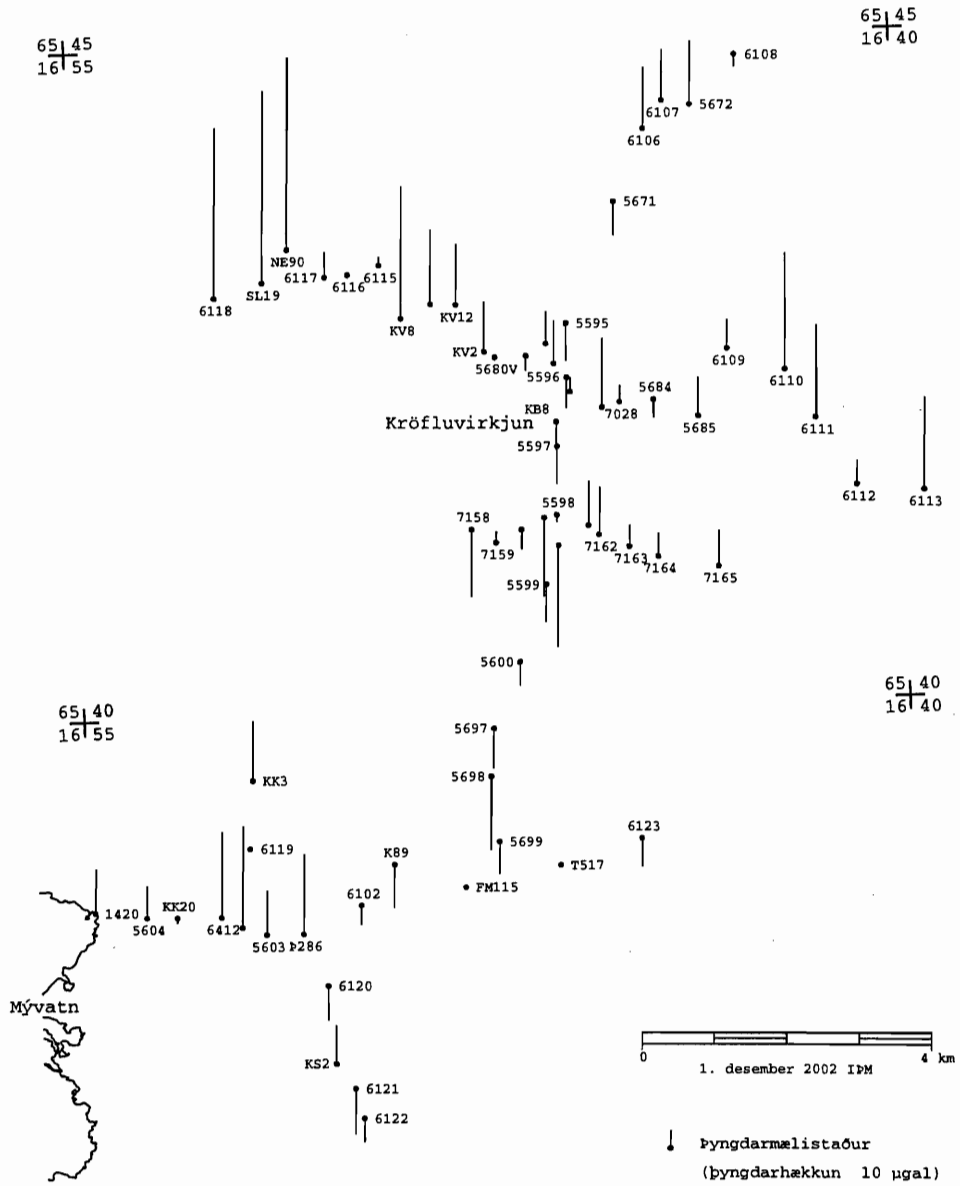 65 45
16 55
65 45
16 40
6108
6107
5672
6106
5671
NE90
6117
6116
6115
SL19
6118
KV8
KV12
5595
KV2
5680V
5596
6109
6110
5684
KB8
7028
5685
6111
Kröfluvirkjun
5597
6112
6113
7158
5598
7159
7162
7163
7164
7165
5599
5600
65 40
16 40
65 40
16 55
5697
KK3
5698
6123
6119
K89
5699
T517
FM115
1420
KK20
6102
5604
6412
5603
Þ286
6120
Mývatn
KS2
0
4 km
1. desember 2002 IÞM
6121
6122
Þyngdarmælistaður
(þyngdarhækkun 10 µgal)